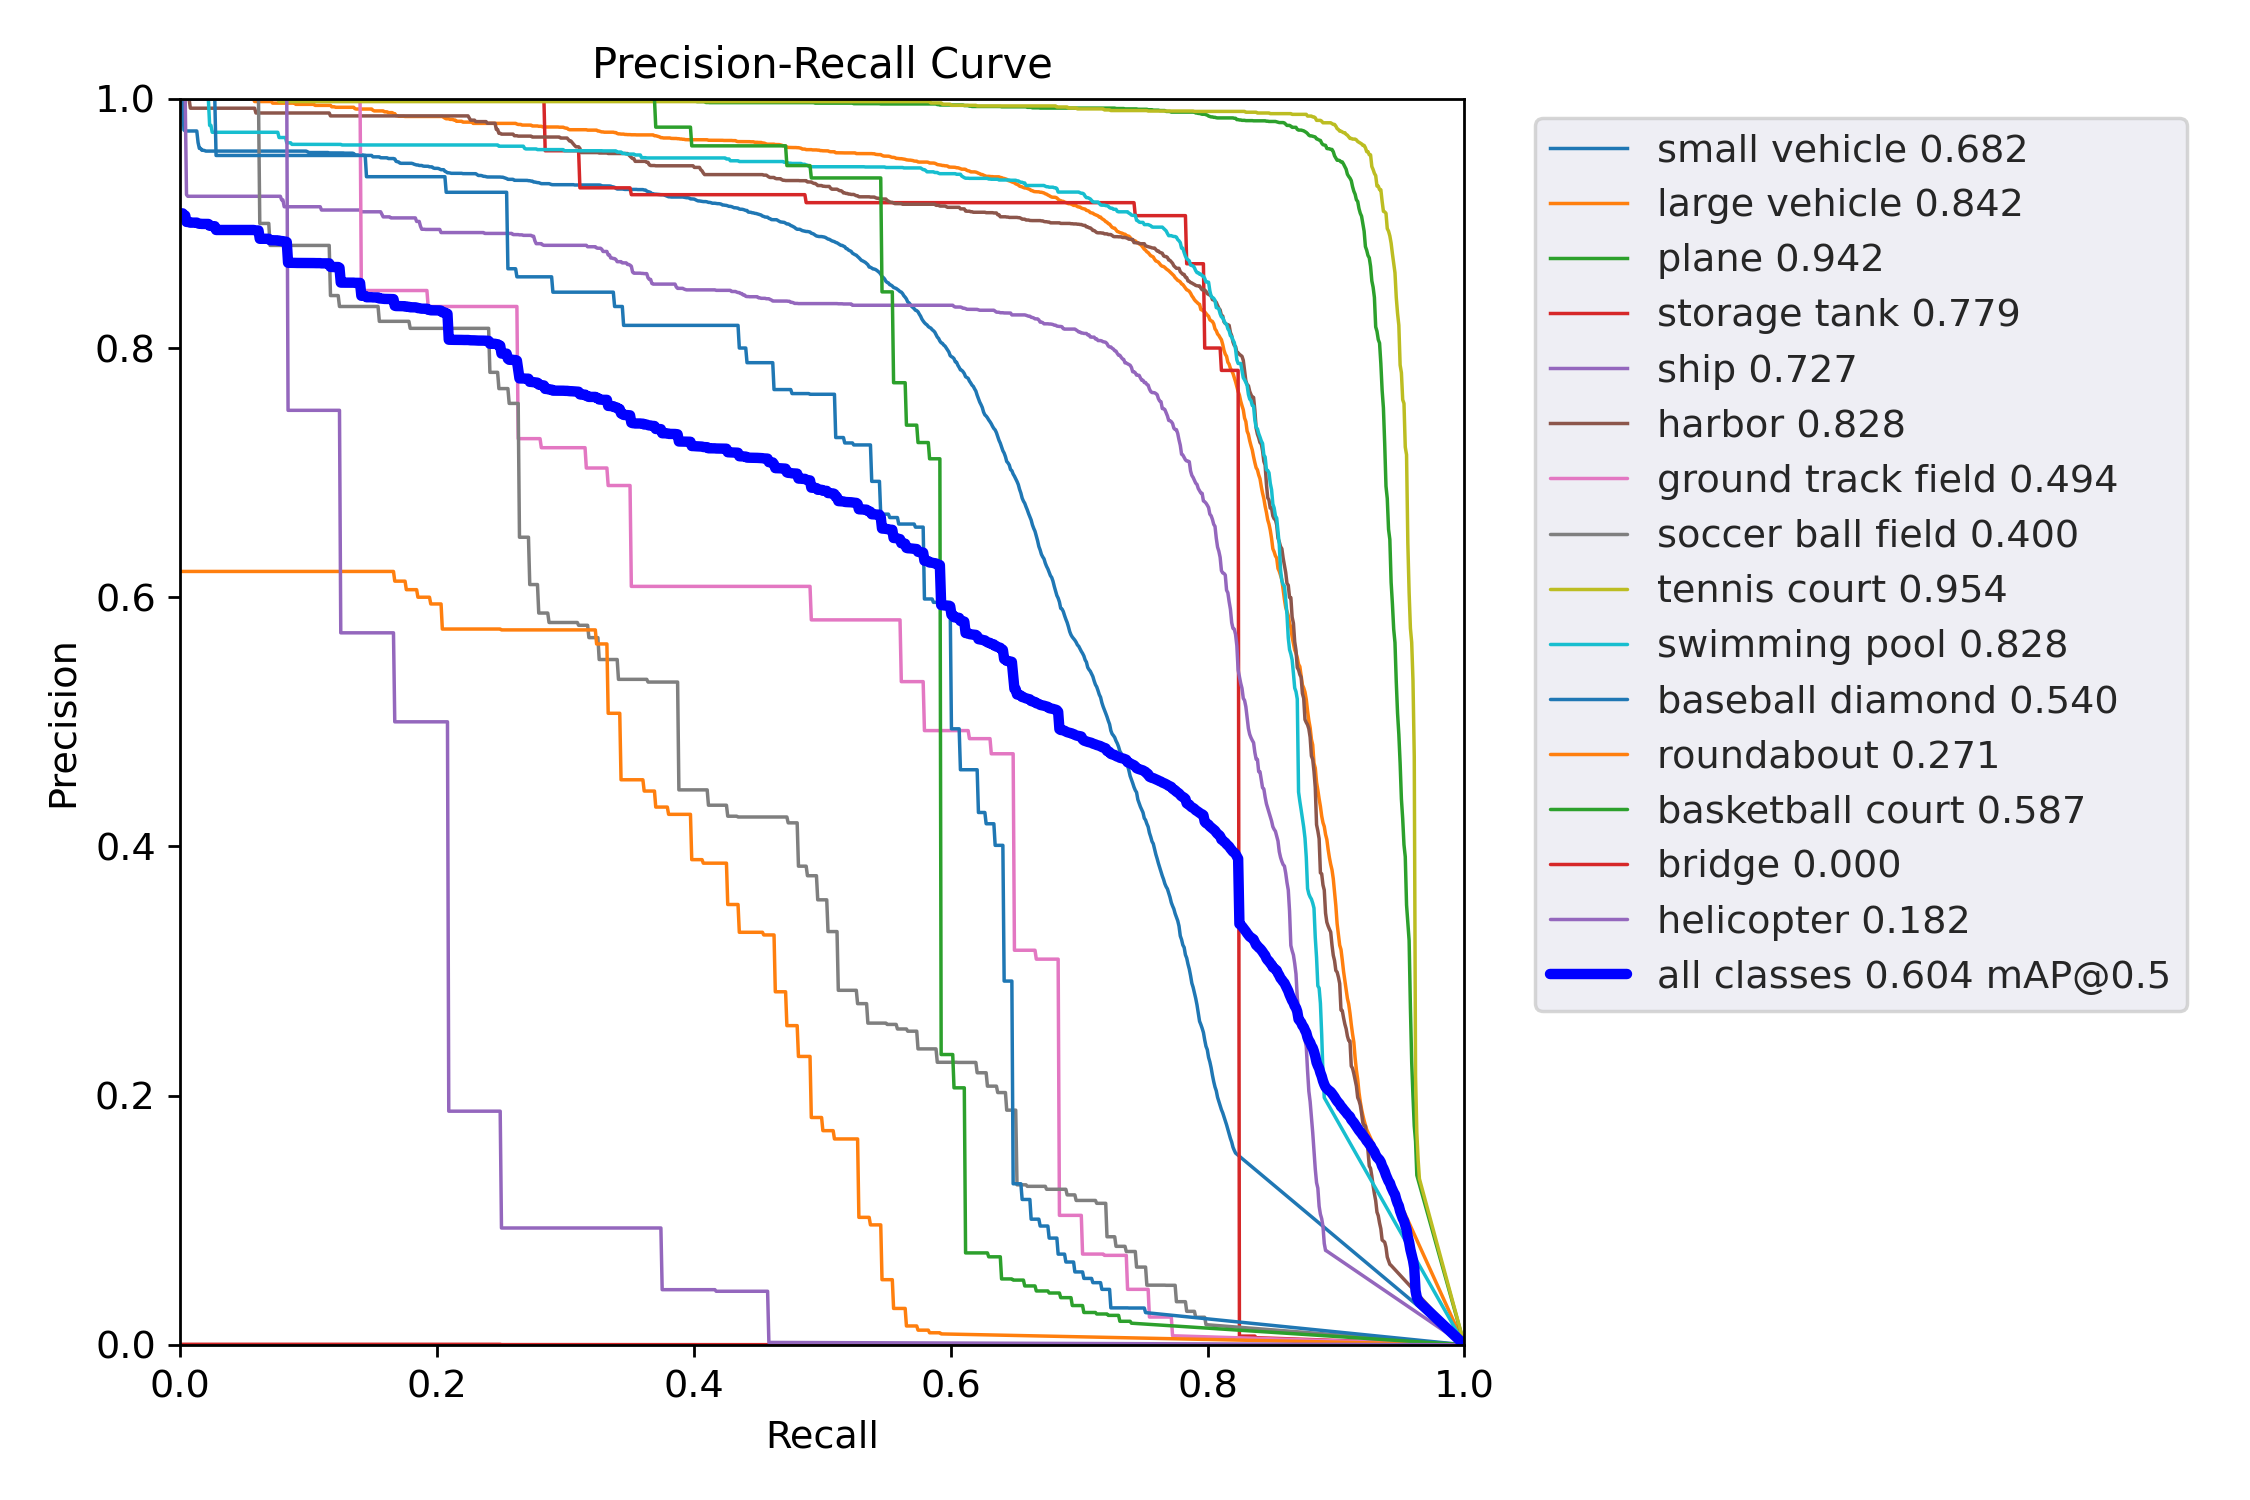 Precision-Recall Curve
1.0
0.8
0.6
0.4
0.2
0.0
Precision
0.0 0.2 0.4 0.6 0.8 1.0
Recall
small vehicle 0.682
large vehicle 0.842
plane 0.942
storage tank 0.779
ship 0.727
harbor 0.828
ground track field 0.494
soccer ball field 0.400
tennis court 0.954
swimming pool 0.828
baseball diamond 0.540
roundabout 0.271
basketball court 0.587
bridge 0.000
helicopter 0.182
all classes 0.604 mAP@0.5